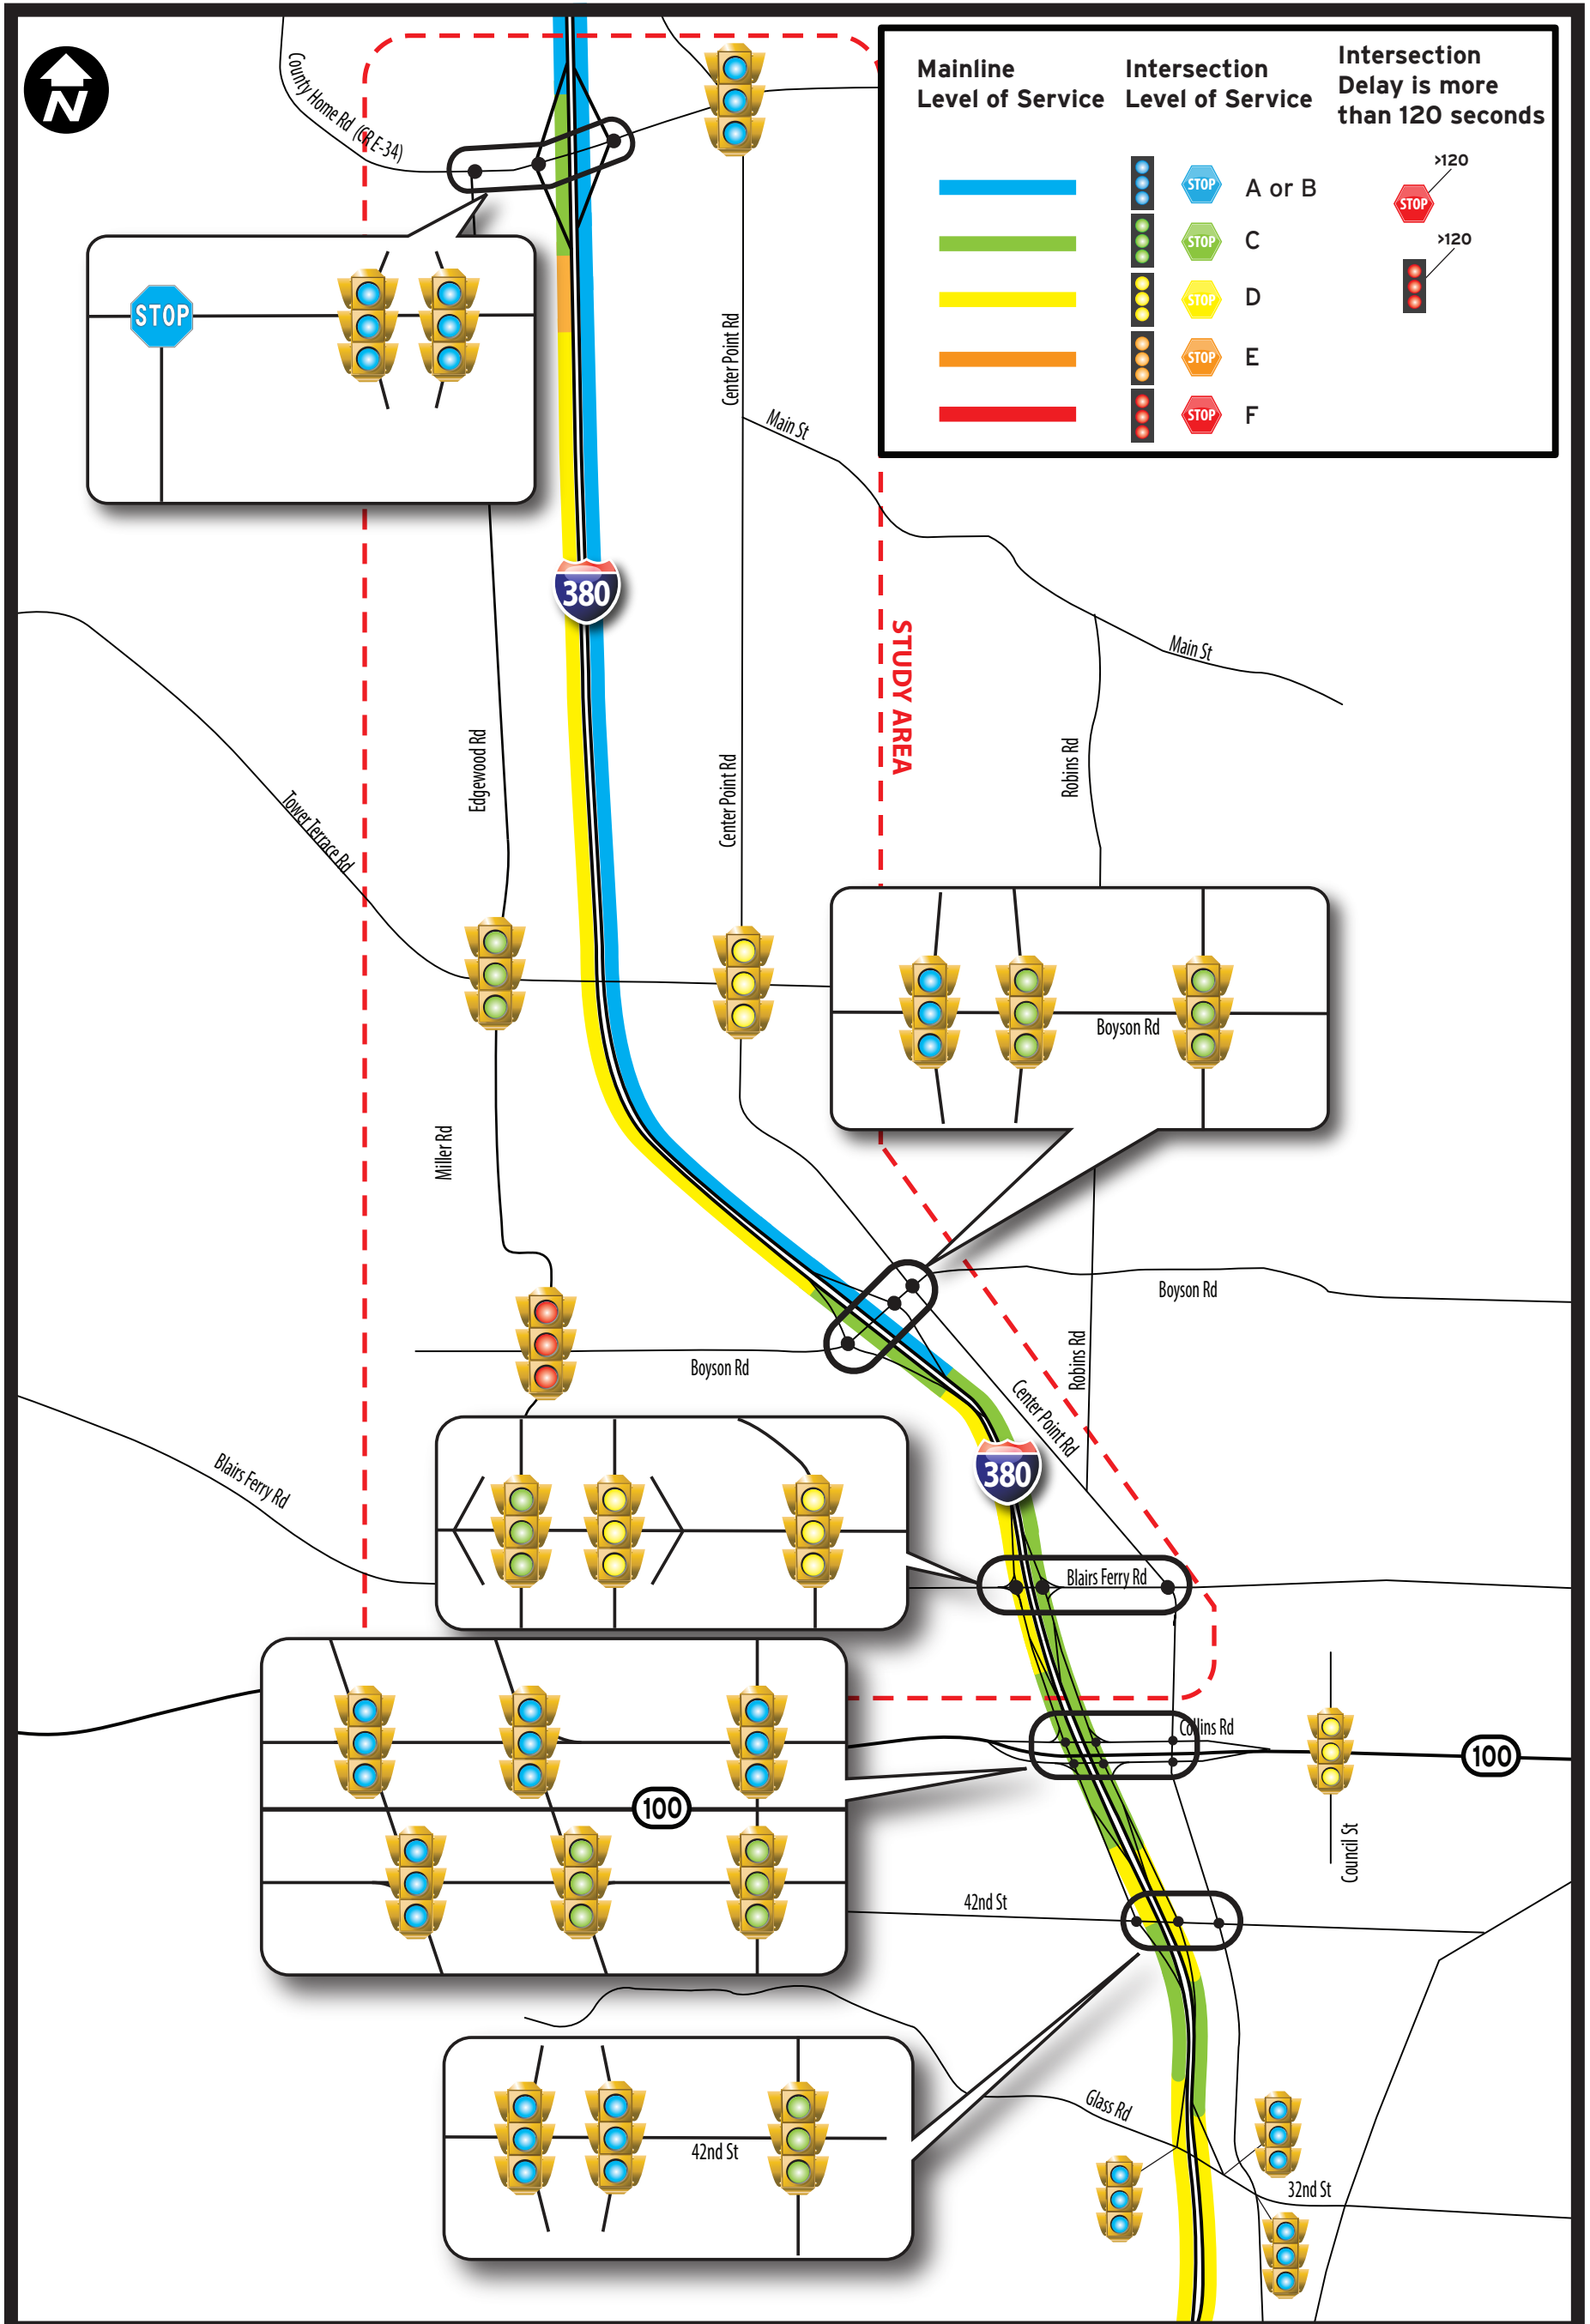 N
County Home Rd (CR E-34)
Mainline
Level of Service
Intersection
Level of Service
Intersection
Delay is more
than 120 seconds
STOP
A or B
STOP
C
STOP
D
STOP
E
STOP
F
>120
STOP
>120
STOP
Center Point Rd
Main St
380
STUDY AREA
Main St
Edgewood Rd
Center Point Rd
Robins Rd
Tower Terrace Rd
Boyson Rd
Miller Rd
Boyson Rd
Boyson Rd
Robins Rd
Center Point Rd
380
Blairs Ferry Rd
Blairs Ferry Rd
Collins Rd
100
100
Council St
42nd St
Glass Rd
42nd St
32nd St